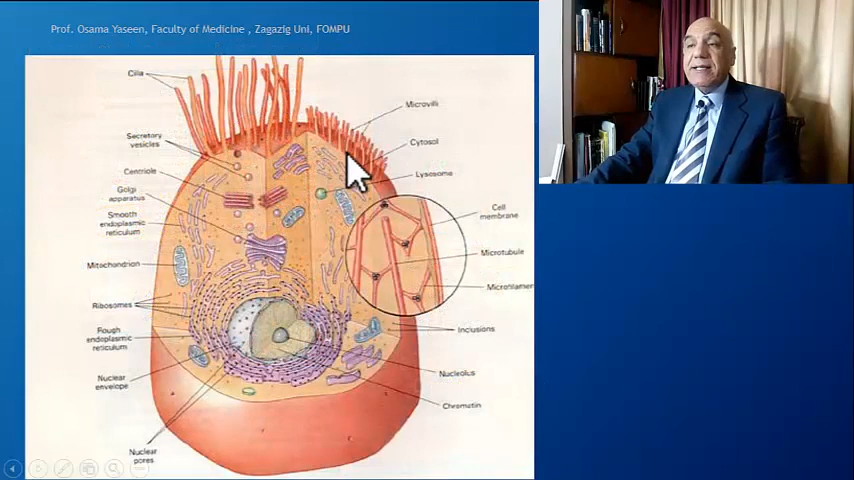 Prof. Osama Yaseen, Faculty of Medicine , Zagazig Uni, FOMPU
Cilia
Secretory
vesicles
Centriole
Golgi
apparatus
Smooth
endoplasmic
reticulum
Mitochondrion
Ribosomes
Rough
endoplasmic
reticulum
Nuclear
envelope
Nuclear
pores
Microvilli
Cytosol
Lysosome
Cell
membrane
Microtubule
Microfilamen
Inclusions
Nucleolus
Chromatin